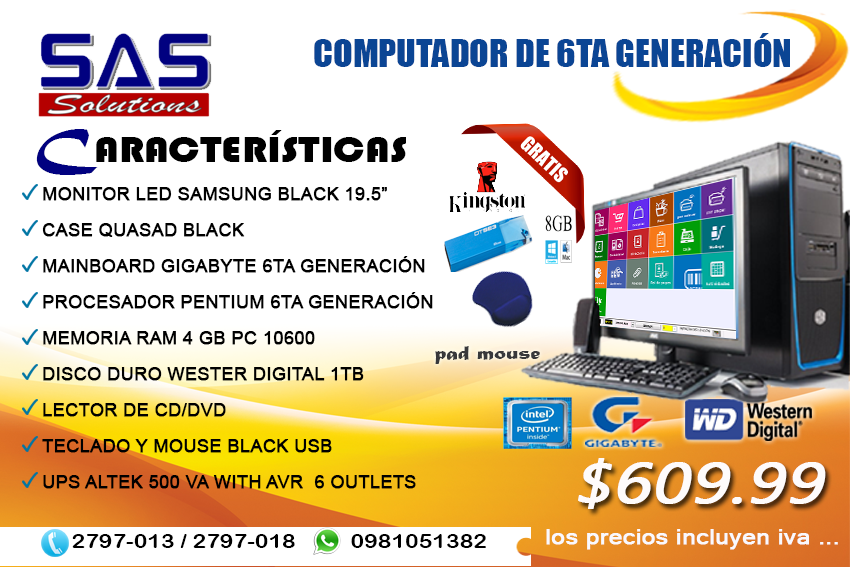 SAS
Solutions
COMPUTADOR DE 6TA GENERACIÓN
CARACTERÍSTICAS
MONITOR LED SAMSUNG BLACK 19.5”
CASE QUASAD BLACK
MAINBOARD GIGABYTE 6TA GENERACIÓN
PROCESADOR PENTIUM 6TA GENERACIÓN
MEMORIA RAM 4 GB PC 10600
DISCO DURO WESTER DIGITAL 1TB
LECTOR DE CD/DVD
TECLADO Y MOUSE BLACK USB
UPS ALTEK 500 VA WITH AVR 6 OUTLETS
GRATIS
Kingston
8GB
Windows
Mac
pad mouse
intel
PENTIUM
inside
GIGABYTE
WD Western
Digital
$609.99
los precios incluyen iva ...
2797-013 / 2797-018 0981051382